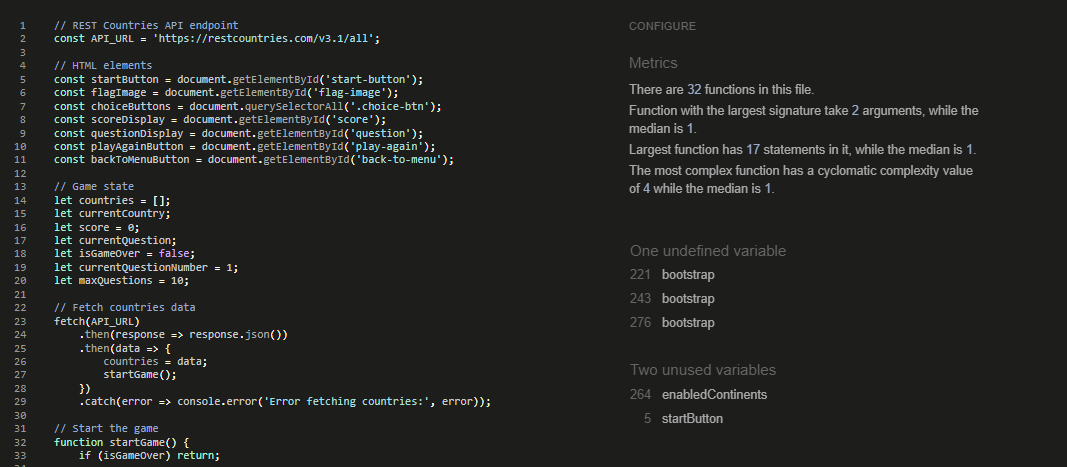 1 // REST Countries API endpoint
2 const API_URL = 'https://restcountries.com/v3.1/all';
3
4 // HTML elements
5 const startButton = document.getElementById('start-button');
6 const flagImage = document.getElementById('flag-image');
7 const choiceButtons = document.querySelectorAll('.choice-btn');
8 const scoreDisplay = document.getElementById('score');
9 const questionDisplay = document.getElementById('question');
10 const playAgainButton = document.getElementById('play-again');
11 const backToMenuButton = document.getElementById('back-to-menu');
12
13 // Game state
14 let countries = [];
15 let currentCountry;
16 let score = 0;
17 let currentQuestion;
18 let isGameOver = false;
19 let currentQuestionNumber = 1;
20 let maxQuestions = 10;
21
22 // Fetch countries data
23 fetch(API_URL)
24 .then(response => response.json())
25 .then(data => {
26 countries = data;
27 startGame();
28 })
29 .catch(error => console.error('Error fetching countries:', error));
30
31 // Start the game
32 function startGame() {
33 if (isGameOver) return;
CONFIGURE
Metrics
There are 32 functions in this file.
Function with the largest signature take 2 arguments, while the
median is 1.
Largest function has 17 statements in it, while the median is 1.
The most complex function has a cyclomatic complexity value
of 4 while the median is 1.
One undefined variable
221 bootstrap
243 bootstrap
276 bootstrap
Two unused variables
264 enabledContinents
5 startButton